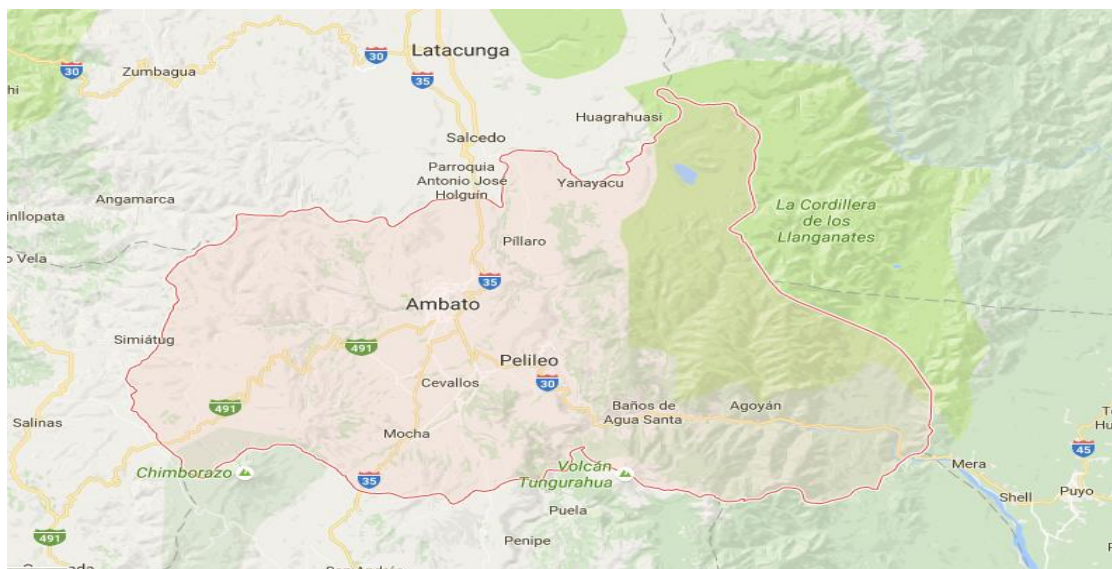 Latacunga
30
30
Zumbagua
35
Huagrahuasi
Salcedo
Parroquia
Antonio José
Holguín
Yanayacu
Angamarca
La Cordillera
de los
Llanganates
Píllaro
35
Ambato
Simiátug
491
Pelileo
Cevallos
30
491
Baños de
Agua Santa
Agoyán
Salinas
Mocha
45
Chimborazo
35
Volcán
Tungurahua
Mera
Shell
Puyo
Puela
491
Penipe